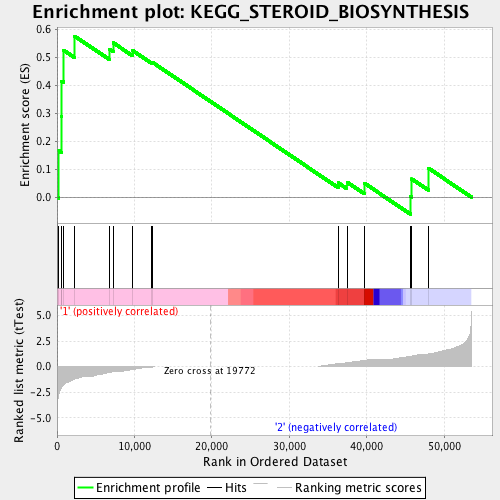 Enrichment plot: KEGG_STEROID_BIOSYNTHESIS
Enrichment score (ES)
0.6
0.5
0.4
0.3
0.2
0.1
0.0
'1' (positively correlated)
Ranked list metric (tTest)
5.0
2.5
0.0
-2.5
-5.0
Zero cross at 19772
'2' (negatively correlated)
0 10,000 20,000 30,000 40,000 50,000
Rank in Ordered Dataset
Enrichment profile Hits Ranking metric scores